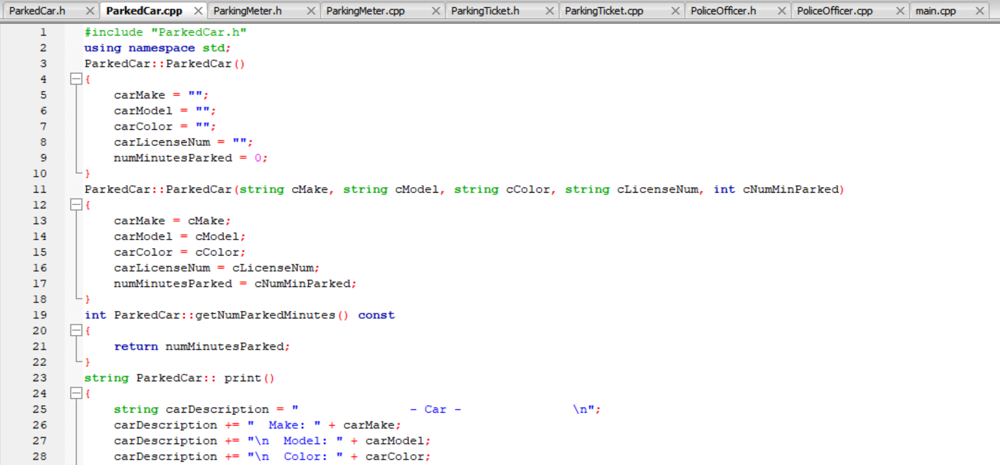 ParkedCar.h ParkedCar.cpp ParkingMeter.h ParkingMeter.cpp ParkingTicket.h ParkingTicket.cpp PoliceOfficer.h PoliceOfficer.cpp main.cpp
1 #include "ParkedCar.h"
2 using namespace std;
3 ParkedCar::ParkedCar()
4 {
5     carMake = "";
6     carModel = "";
7     carColor = "";
8     carLicenseNum = "";
9     numMinutesParked = 0;
10 }
11 ParkedCar::ParkedCar(string cMake, string cModel, string cColor, string cLicenseNum, int cNumMinParked)
12 {
13     carMake = cMake;
14     carModel = cModel;
15     carColor = cColor;
16     carLicenseNum = cLicenseNum;
17     numMinutesParked = cNumMinParked;
18 }
19 int ParkedCar::getNumParkedMinutes() const
20 {
21     return numMinutesParked;
22 }
23 string ParkedCar:: print()
24 {
25     string carDescription = "               - Car -               \n";
26     carDescription += "  Make: " + carMake;
27     carDescription += "\n  Model: " + carModel;
28     carDescription += "\n  Color: " + carColor;